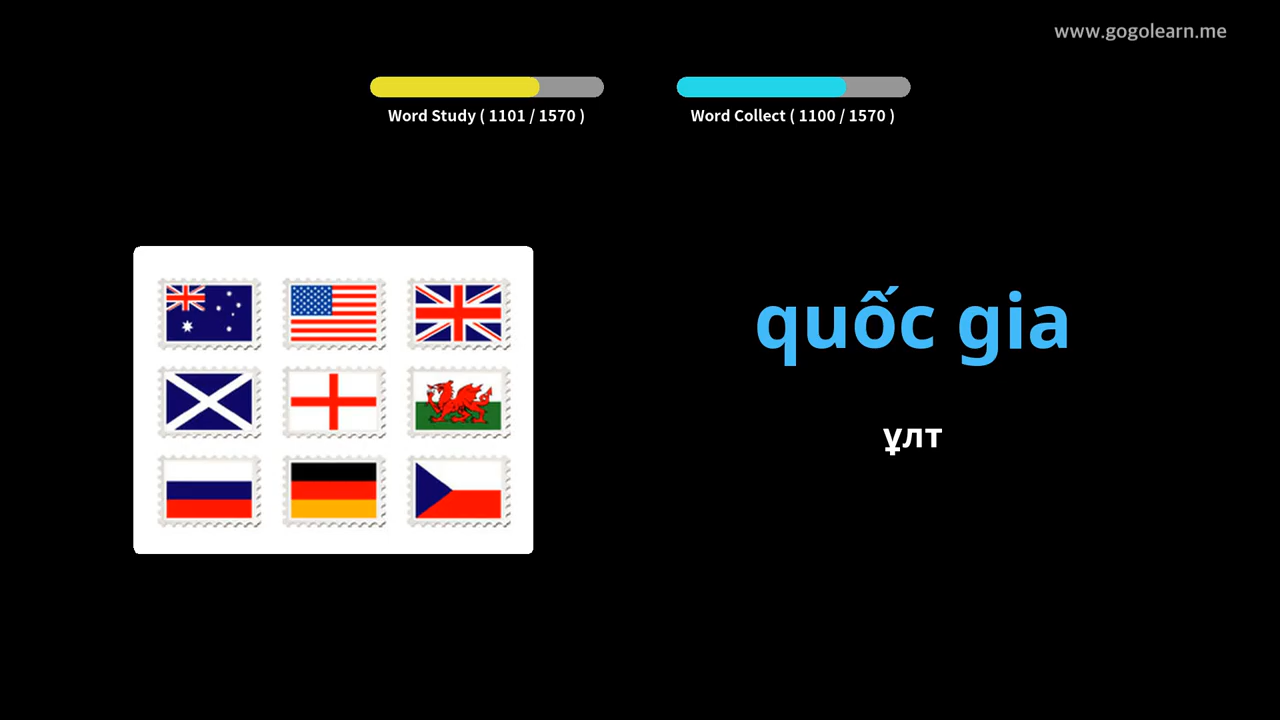 www.gogolearn.me
Word Study ( 1101 / 1570 )
Word Collect ( 1100 / 1570 )
quốc gia
ұлт